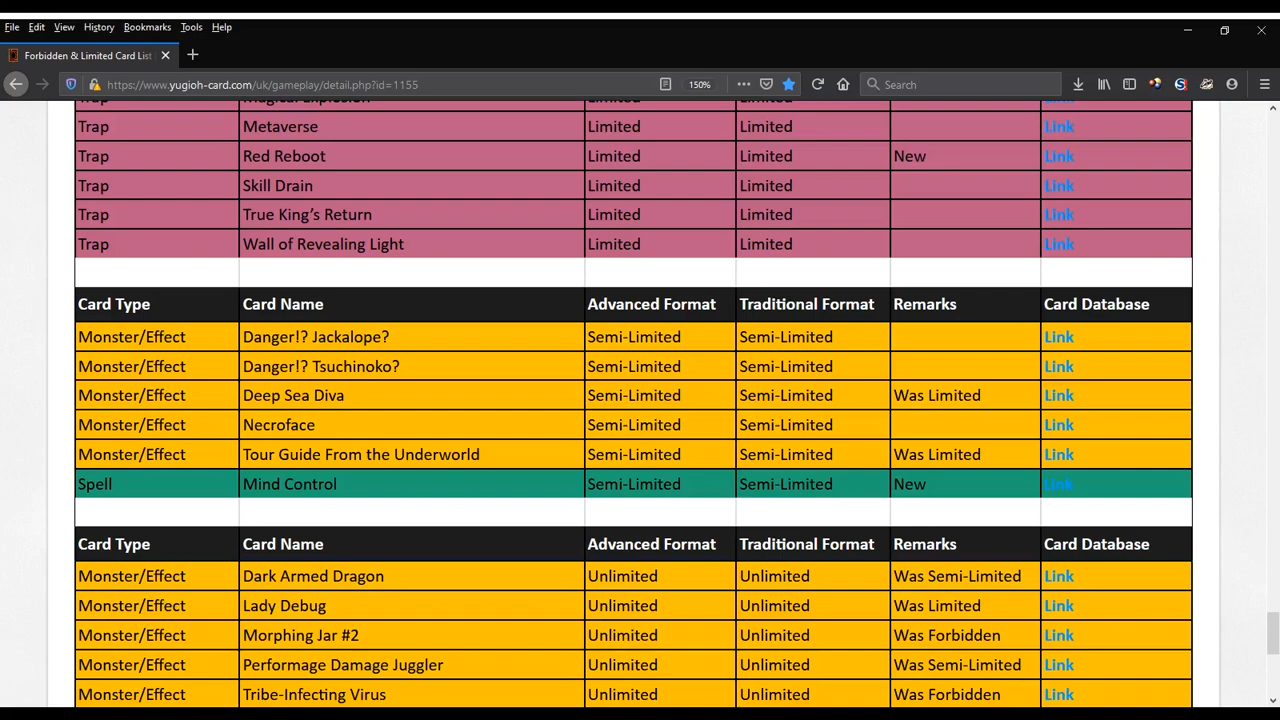 File Edit View History Bookmarks Tools Help
Forbidden & Limited Card List
https://www.yugioh-card.com/uk/gameplay/detail.php?id=1155 150% Search
Magical Explosion Limited Limited Link
Trap Metaverse Limited Limited Link
Trap Red Reboot Limited Limited New Link
Trap Skill Drain Limited Limited Link
Trap True King’s Return Limited Limited Link
Trap Wall of Revealing Light Limited Limited Link
Card Type Card Name Advanced Format Traditional Format Remarks Card Database
Monster/Effect Danger!? Jackalope? Semi-Limited Semi-Limited Link
Monster/Effect Danger!? Tsuchinoko? Semi-Limited Semi-Limited Link
Monster/Effect Deep Sea Diva Semi-Limited Semi-Limited Was Limited Link
Monster/Effect Necroface Semi-Limited Semi-Limited Link
Monster/Effect Tour Guide From the Underworld Semi-Limited Semi-Limited Was Limited Link
Spell Mind Control Semi-Limited Semi-Limited New Link
Card Type Card Name Advanced Format Traditional Format Remarks Card Database
Monster/Effect Dark Armed Dragon Unlimited Unlimited Was Semi-Limited Link
Monster/Effect Lady Debug Unlimited Unlimited Was Limited Link
Monster/Effect Morphing Jar #2 Unlimited Unlimited Was Forbidden Link
Monster/Effect Performage Damage Juggler Unlimited Unlimited Was Semi-Limited Link
Monster/Effect Tribe-Infecting Virus Unlimited Unlimited Was Forbidden Link